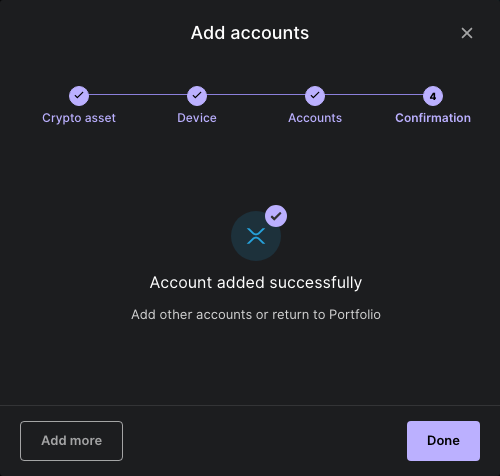 Add accounts
4
Crypto asset
Device
Accounts
Confirmation
Account added successfully
Add other accounts or return to Portfolio
Add more
Done